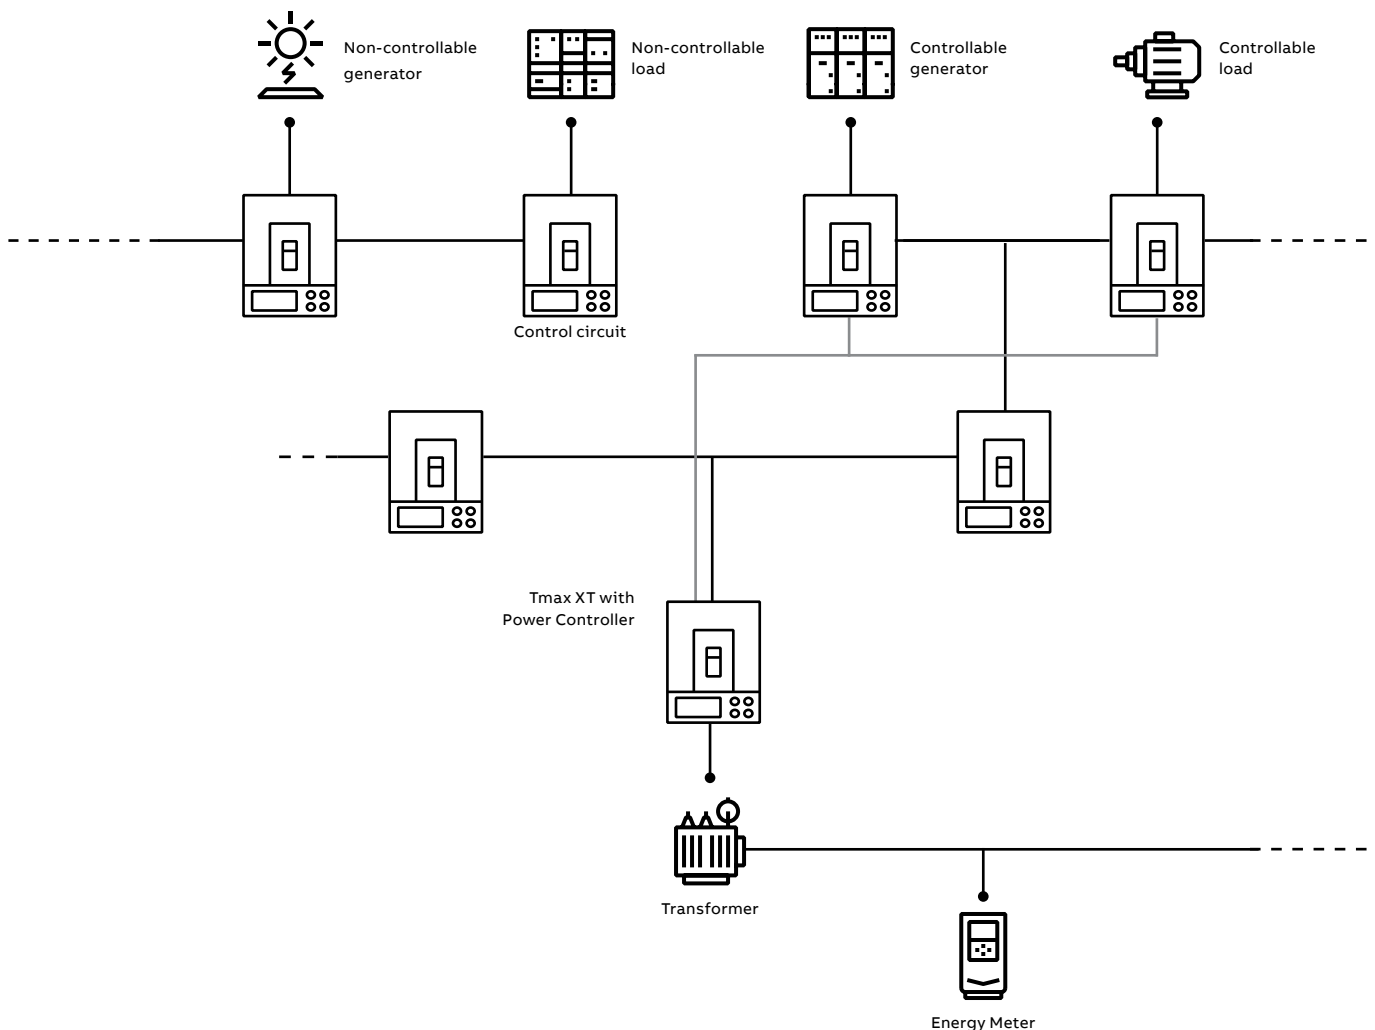 Non-controllable
generator
Non-controllable
load
Controllable
generator
Controllable
load
Control circuit
Tmax XT with
Power Controller
Transformer
Energy Meter